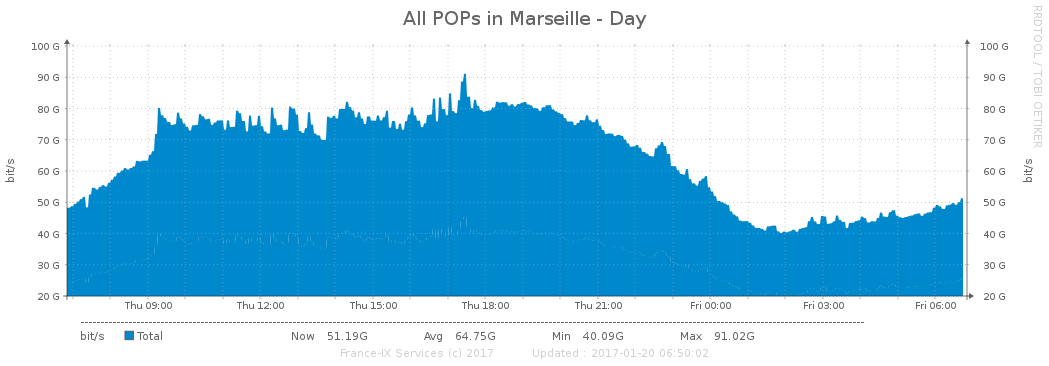 All POPs in Marseille - Day
RRDTOOL / TOBI OETIKER
bit/s
100 G 100 G
90 G 90 G
80 G 80 G
70 G 70 G
60 G 60 G
50 G 50 G
40 G 40 G
30 G 30 G
20 G 20 G
bit/s
Thu 09:00 Thu 12:00 Thu 15:00 Thu 18:00 Thu 21:00 Fri 00:00 Fri 03:00 Fri 06:00
bit/s Total Now 51.19G Avg 64.75G Min 40.09G Max 91.02G
France-IX Services (c) 2017 Updated : 2017-01-20 06:50:02